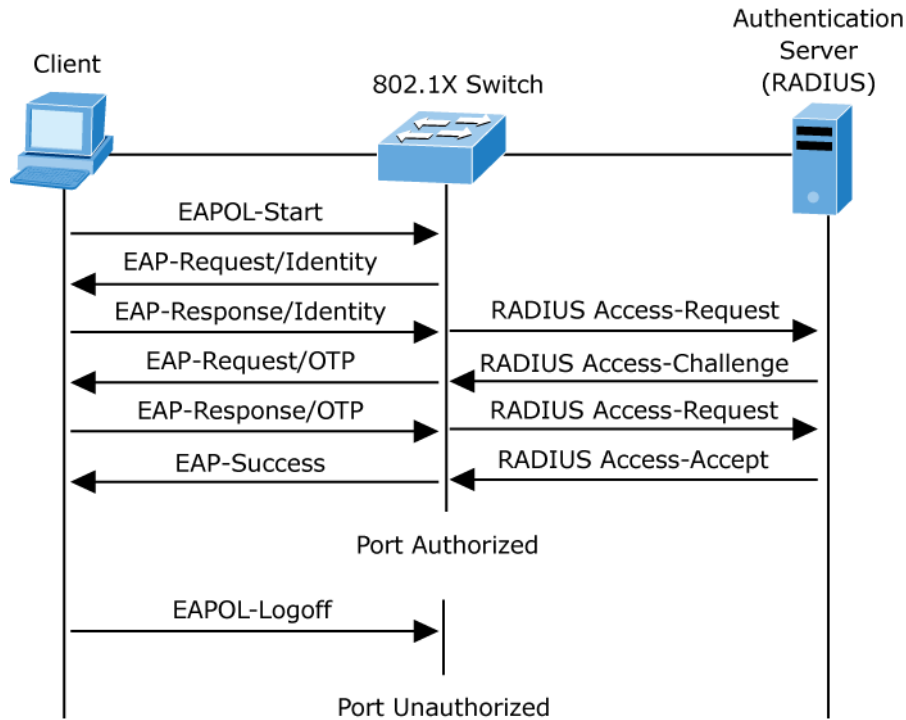 Authentication
Server
(RADIUS)
Client
802.1X Switch
EAPOL-Start
EAP-Request/Identity
EAP-Response/Identity
RADIUS Access-Request
EAP-Request/OTP
RADIUS Access-Challenge
EAP-Response/OTP
RADIUS Access-Request
EAP-Success
RADIUS Access-Accept
Port Authorized
EAPOL-Logoff
Port Unauthorized